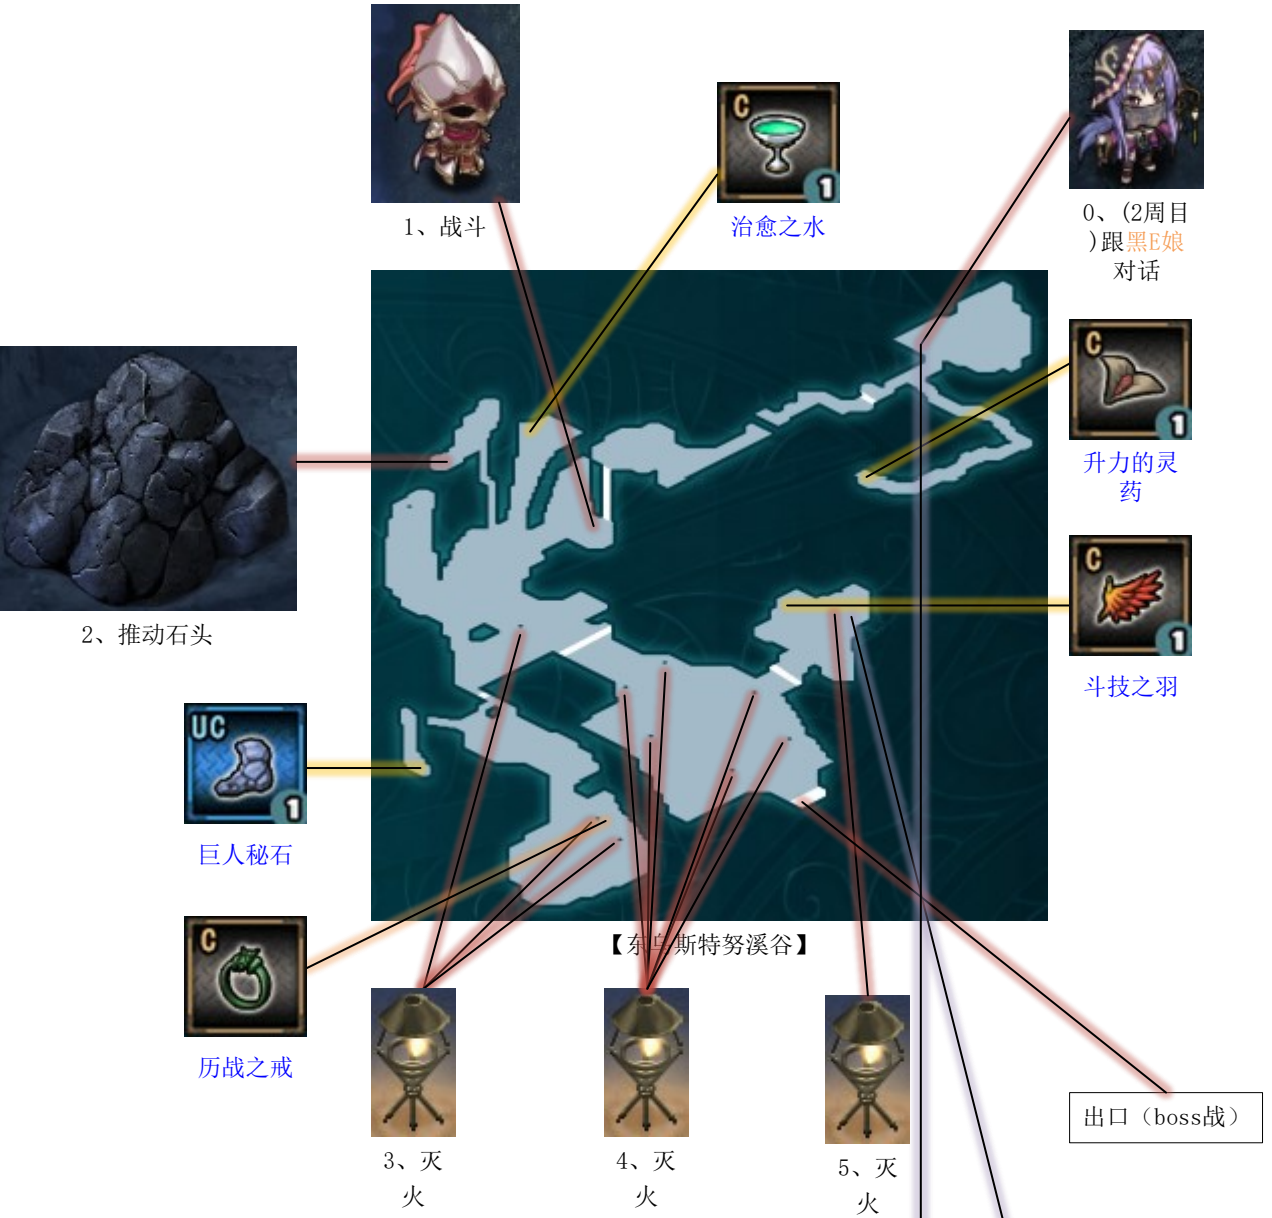 1、战斗
C
1
治愈之水
0、(2周目
)跟黑E娘
对话
C
1
升力的灵
药
C
1
斗技之羽
2、推动石头
UC
1
巨人秘石
C
历战之戒
【东乌斯特努溪谷】
3、灭
火
4、灭
火
5、灭
火
出口（boss战）